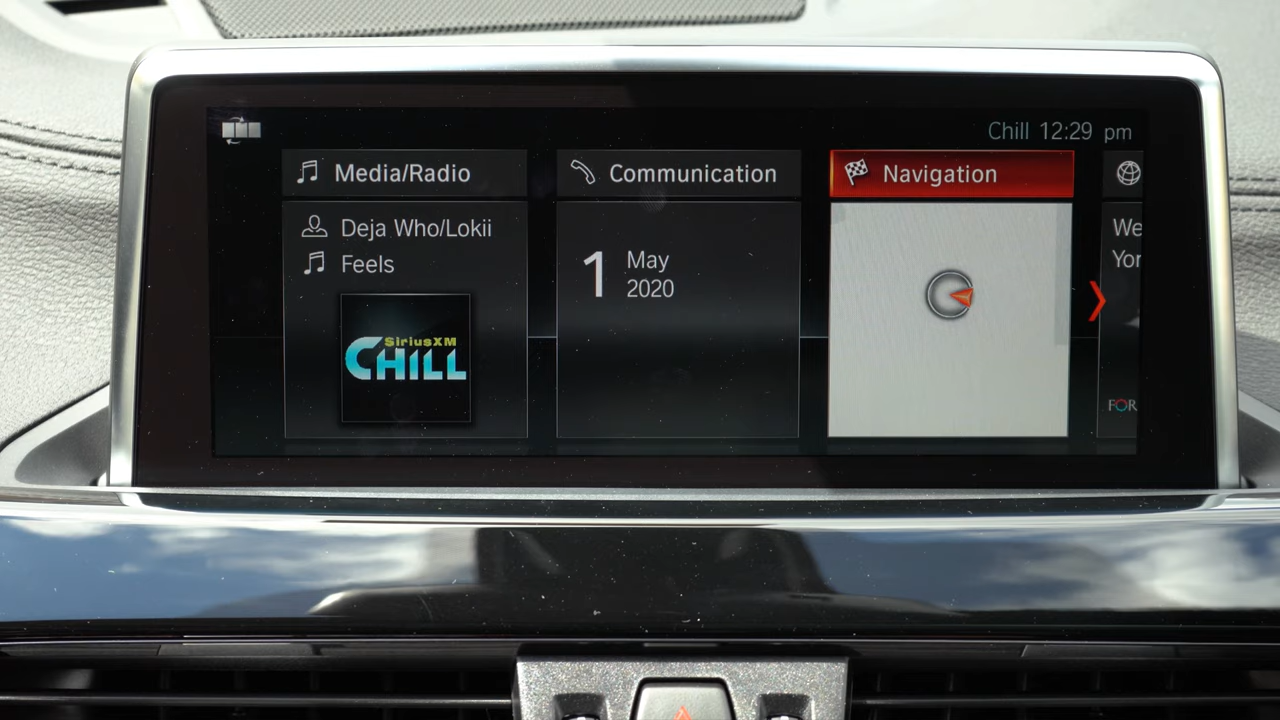 Chill 12:29 pm
Media/Radio
Communication
Navigation
Deja Who/Lokii
Feels
SiriusXM
CHILL
1
May
2020
We
Yor
FOR